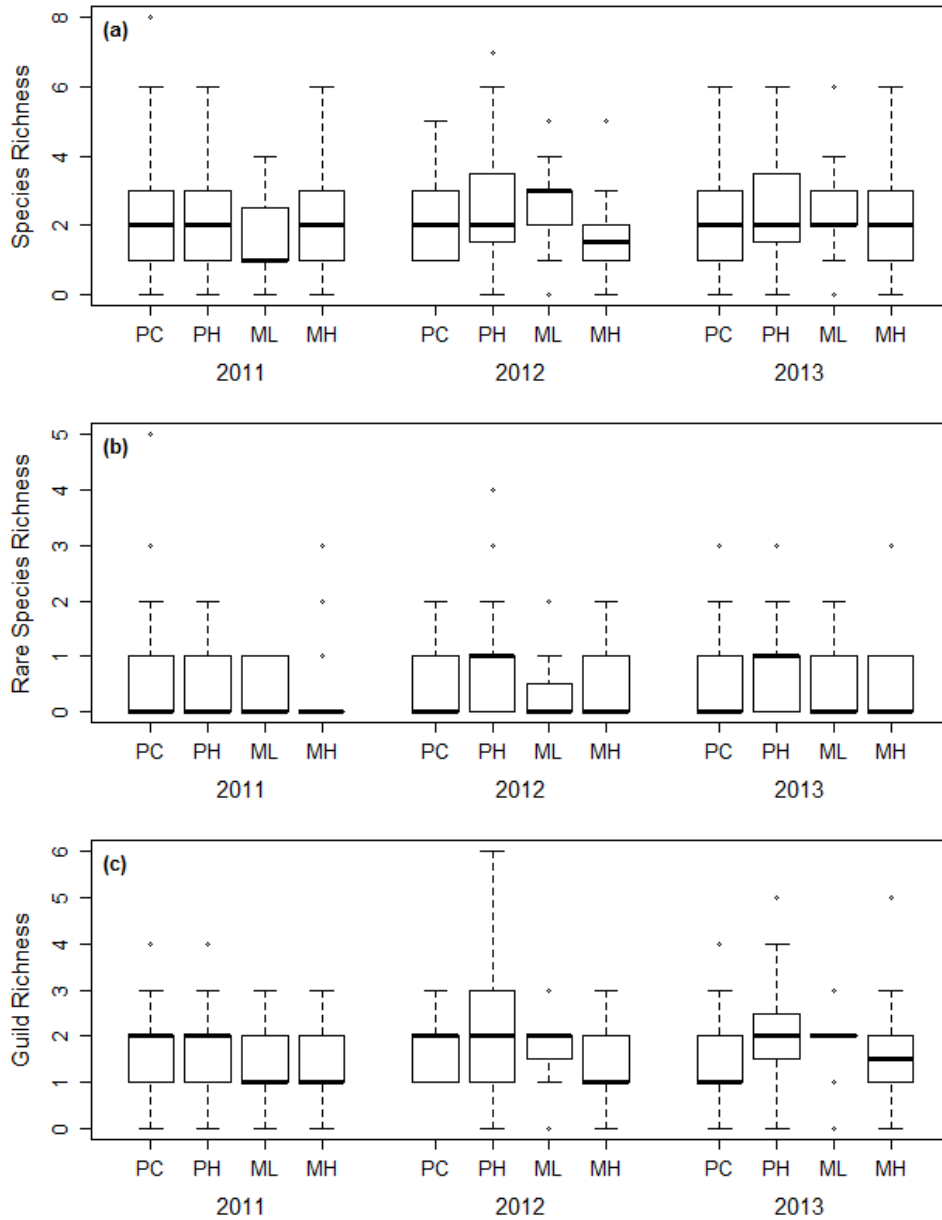 (a)
Species Richness
8
6
4
2
0
PC PH ML MH PC PH ML MH PC PH ML MH
2011 2012 2013
(b)
Rare Species Richness
5
4
3
2
1
0
PC PH ML MH PC PH ML MH PC PH ML MH
2011 2012 2013
(c)
Guild Richness
6
5
4
3
2
1
0
PC PH ML MH PC PH ML MH PC PH ML MH
2011 2012 2013